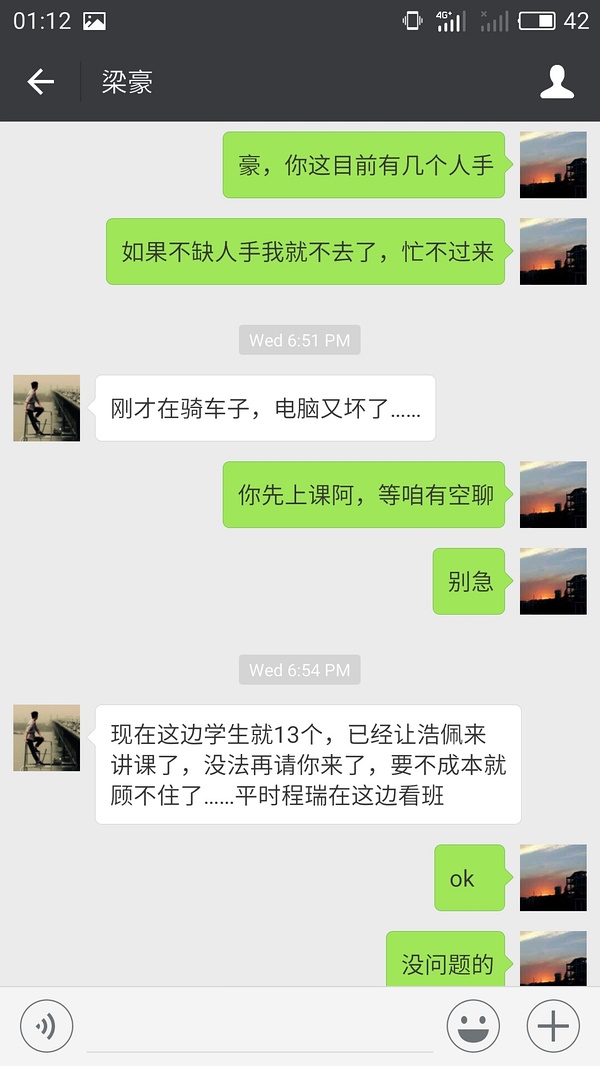 01:12 4G+ 42
梁豪
豪，你这目前有几个人手
如果不缺人手我就不去了，忙不过来
Wed 6:51 PM
刚才在骑车子，电脑又坏了……
你先上课阿，等咱有空聊
别急
Wed 6:54 PM
现在这边学生就13个，已经让浩佩来
讲课了，没法再请你来了，要不成本就
顾不住了……平时程瑞在这边看班
ok
没问题的